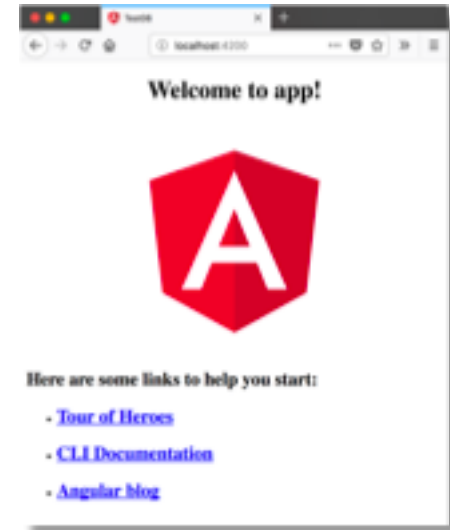 localhost:4200
Welcome to app!
A
Here are some links to help you start:
Tour of Heroes
CLI Documentation
Angular blog